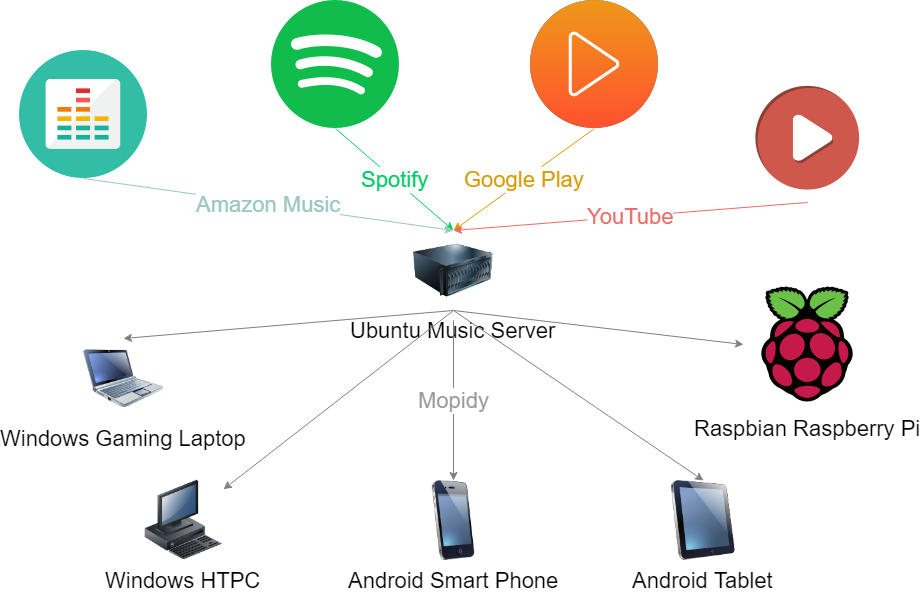 Spotify
Google Play
Amazon Music
YouTube
Ubuntu Music Server
Mopidy
Windows Gaming Laptop
Raspbian Raspberry Pi
Windows HTPC
Android Smart Phone
Android Tablet